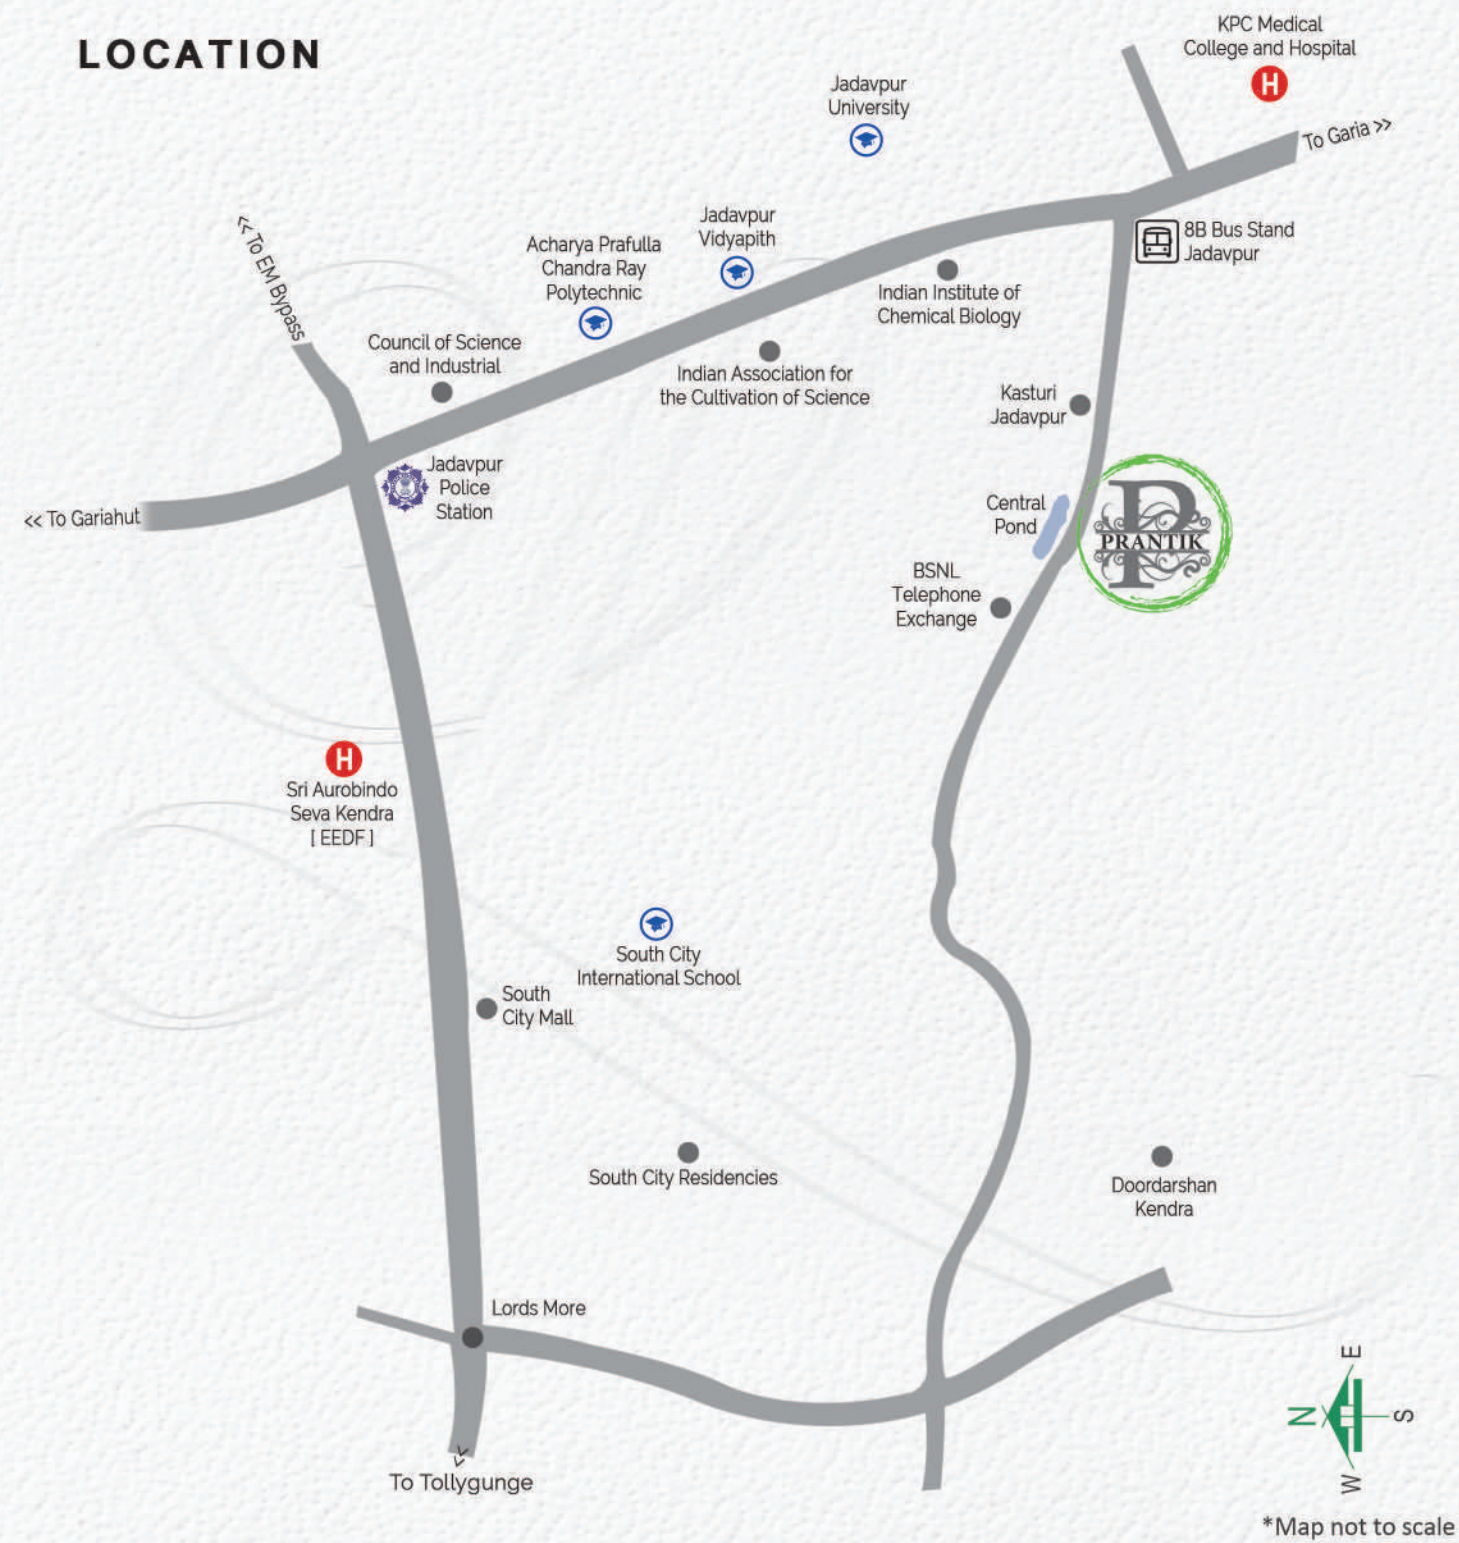 LOCATION
KPC Medical
College and Hospital
H
To Garia >>
Jadavpur
University
8B Bus Stand
Jadavpur
Jadavpur
Vidyapith
Acharya Prafulla
Chandra Ray
Polytechnic
<< To EM Bypass
Indian Institute of
Chemical Biology
Council of Science
and Industrial
Indian Association for
the Cultivation of Science
Kasturi
Jadavpur
Jadavpur
Police
Station
<< To Gariahut
Central
Pond
P
PRANTIK
BSNL
Telephone
Exchange
H
Sri Aurobindo
Seva Kendra
[ EEDF ]
South City
International School
South
City Mall
South City Residencies
Doordarshan
Kendra
Lords More
>>
To Tollygunge
E
N
S
W
*Map not to scale